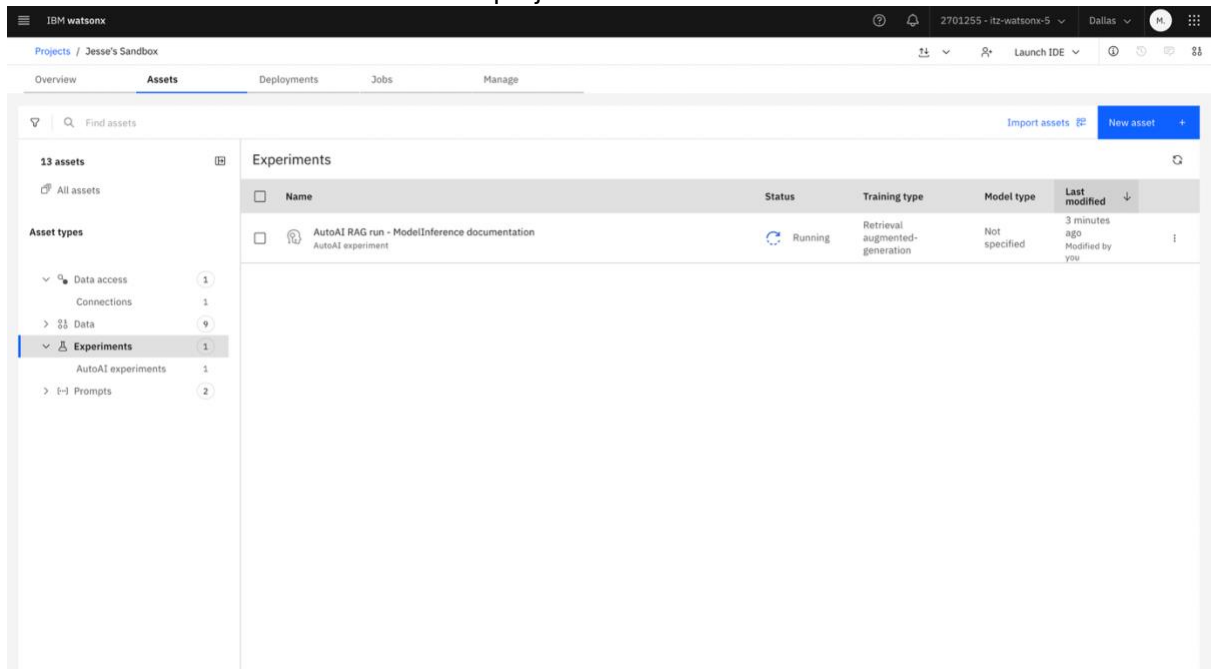 IBM watsonx
2701255 - itz-watsonx-5
Dallas
M.
Projects / Jesse's Sandbox
Launch IDE
Overview
Assets
Deployments
Jobs
Manage
Find assets
Import assets
New asset +
13 assets
All assets
Asset types
Data access 1
Connections 1
Data 9
Experiments 1
AutoAI experiments 1
Prompts 2
Experiments
Name
Status
Training type
Model type
Last
modified
AutoAI RAG run - ModelInference documentation
AutoAI experiment
Running
Retrieval
augmented-
generation
Not
specified
3 minutes
ago
Modified by
you